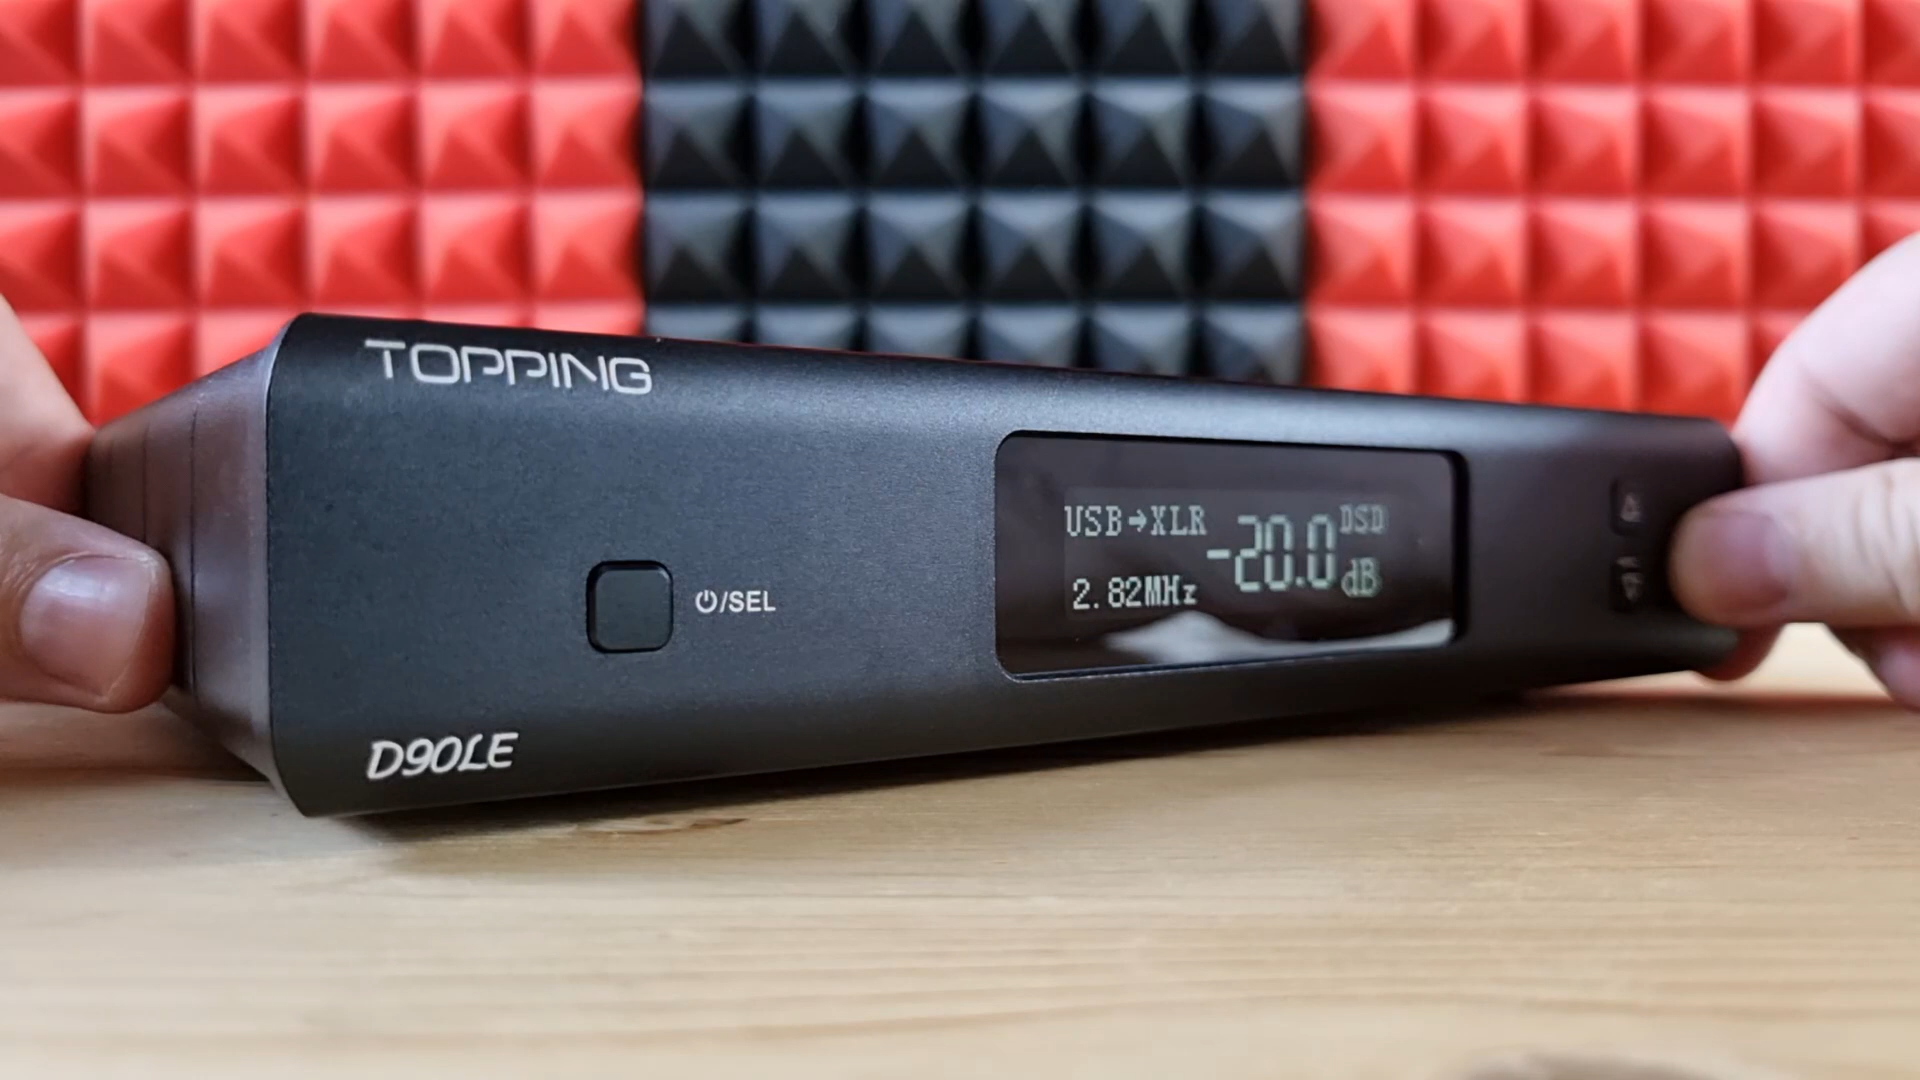 TOPPING
USB→XLR
-20.0
DSD
dB
2.82MHz
⏻/SEL
D90LE